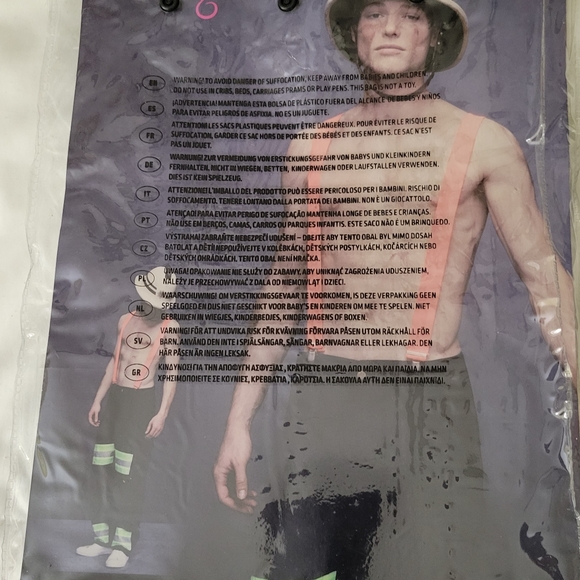 EN WARNING! TO AVOID DANGER OF SUFFOCATION, KEEP AWAY FROM BABIES AND CHILDREN.
DO NOT USE IN CRIBS, BEDS, CARRIAGES PRAMS OR PLAY PENS. THIS BAG IS NOT A TOY.
ES ¡ADVERTENCIA! MANTENGA ESTA BOLSA DE PLÁSTICO FUERA DEL ALCANCE DE BEBES Y NIÑOS
PARA EVITAR PELIGROS DE ASFIXIA. NO ES UN JUGUETE.
FR ATTENTION! LES SACS PLASTIQUES PEUVENT ÊTRE DANGEREUX. POUR ÉVITER LE RISQUE DE
SUFFOCATION, GARDER CE SAC HORS DE PORTÉE DES BÉBÉS ET DES ENFANTS. CE SAC N'EST
PAS UN JOUET.
DE WARNUNG! ZUR VERMEIDUNG VON ERSTICKUNGSGEFAHR VON BABYS UND KLEINKINDERN
FERNHALTEN. NICHT IN WIEGEN, BETTEN, KINDERWAGEN ODER LAUFSTALLEN VERWENDEN.
DIES IST KEIN SPIELZEUG.
IT ATTENZIONE! L'IMBALLO DEL PRODOTTO PUÒ ESSERE PERICOLOSO PER I BAMBINI. RISCHIO DI
SOFFOCAMENTO. TENERE LONTANO DALLA PORTATA DEI BAMBINI. NON È UN GIOCATTOLO.
PT ATENÇAO! PARA EVITAR PERIGO DE SUFOCAÇÃO MANTENHA LONGE DE BEBES E CRIANÇAS.
NÃO USE EM BERÇOS, CAMAS, CARROS OU PARQUES INFANTIS. ESTE SACO NÃO É UM BRINQUEDO.
CZ VÝSTRAHA! ZABRAŇTE NEBEZPEČÍ UDUŠENÍ – DBEJTE ABY TENTO OBAL BYL MIMO DOSAH
BATOLAT A DĚTÍ! NEPOUŽÍVEJTE V KOLÉBKÁCH, DĚTSKÝCH POSTÝLKÁCH, KOČÁRCÍCH NEBO
DĚTSKÝCH OHRÁDKÁCH. TENTO OBAL NENÍ HRAČKA.
PL UWAGA! OPAKOWANIE NIE SŁUŻY DO ZABAWY. ABY UNIKNĄĆ ZAGROŻENIA UDUSZENIEM,
NALEŻY JE PRZECHOWYWAĆ Z DALA OD NIEMOWLĄT I DZIECI.
NL WAARSCHUWING! OM VERSTIKKINGSGEVAAR TE VOORKOMEN, IS DEZE VERPAKKING GEEN
SPEELGOED EN DUS NIET GESCHIKT VOOR BABY'S EN KINDEREN OM MEE TE SPELEN. NIET
GEBRUIKEN IN WIEGJES, KINDERBEDJES, KINDERWAGENS OF BOXEN.
SV VARNING! FÖR ATT UNDVIKA RISK FÖR KVÄVNING FÖRVARA PÅSEN UTOM RÄCKHÅLL FÖR
BARN. ANVÄND DEN INTE I SPJÄLSÄNGAR, SÄNGAR, BARNVAGNAR ELLER LEKHAGAR. DEN
HÄR PÅSEN ÄR INGEN LEKSAK.
GR ΚΙΝΔΥΝΟΣ! ΓΙΑ ΤΗΝ ΑΠΟΦΥΓΗ ΑΣΦΥΞΙΑΣ, ΚΡΑΤΗΣΤΕ ΜΑΚΡΙΑ ΑΠΟ ΜΩΡΑ ΚΑΙ ΠΑΙΔΙΑ. ΝΑ ΜΗΝ
ΧΡΗΣΙΜΟΠΟΙΕΙΤΕ ΣΕ ΚΟΥΝΙΕΣ, ΚΡΕΒΒΑΤΙΑ, ΚΑΡΟΤΣΙΑ. Η ΣΑΚΟΥΛΑ ΑΥΤΗ ΔΕΝ ΕΙΝΑΙ ΠΑΙΧΝΙΔΙ.